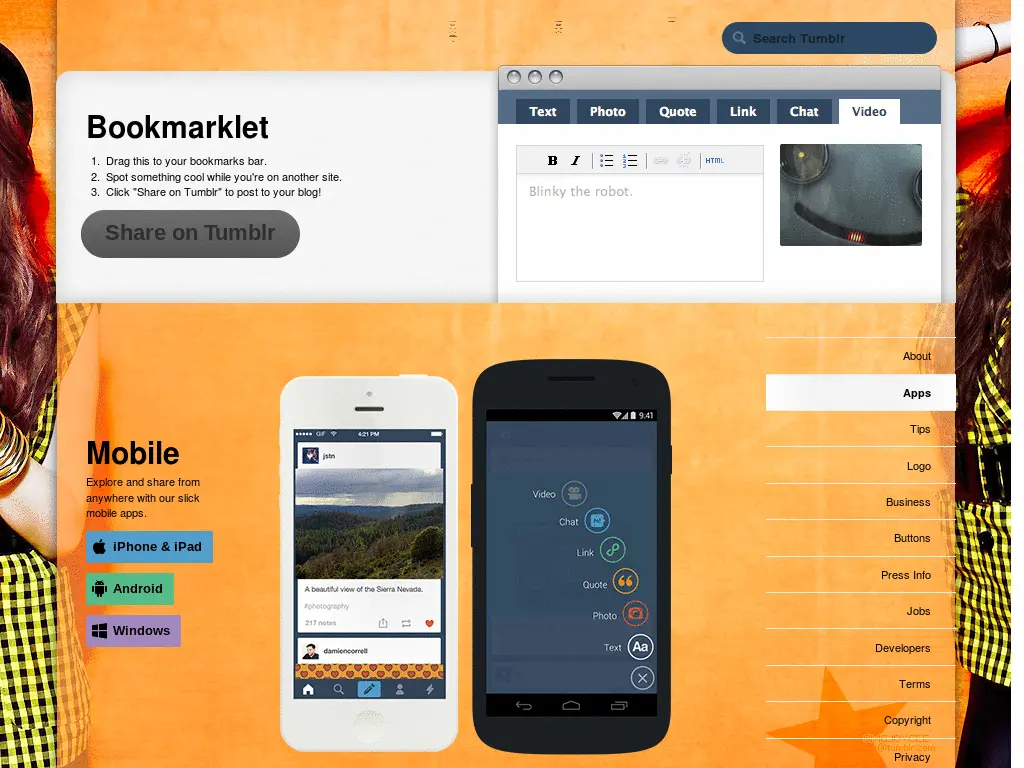 Search Tumblr
Bookmarklet
1. Drag this to your bookmarks bar.
2. Spot something cool while you're on another site.
3. Click "Share on Tumblr" to post to your blog!
Share on Tumblr
Text Photo Quote Link Chat Video
B I HTML
Blinky the robot.
Mobile
Explore and share from
anywhere with our slick
mobile apps.
iPhone & iPad
Android
Windows
GIF 4:21 PM
jstn
A beautiful view of the Sierra Nevada.
#photography
217 notes
damiencorrell
9:41
Video
Chat
Link
Quote
Photo
Text Aa
About
Apps
Tips
Logo
Business
Buttons
Press Info
Jobs
Developers
Terms
Copyright
Privacy